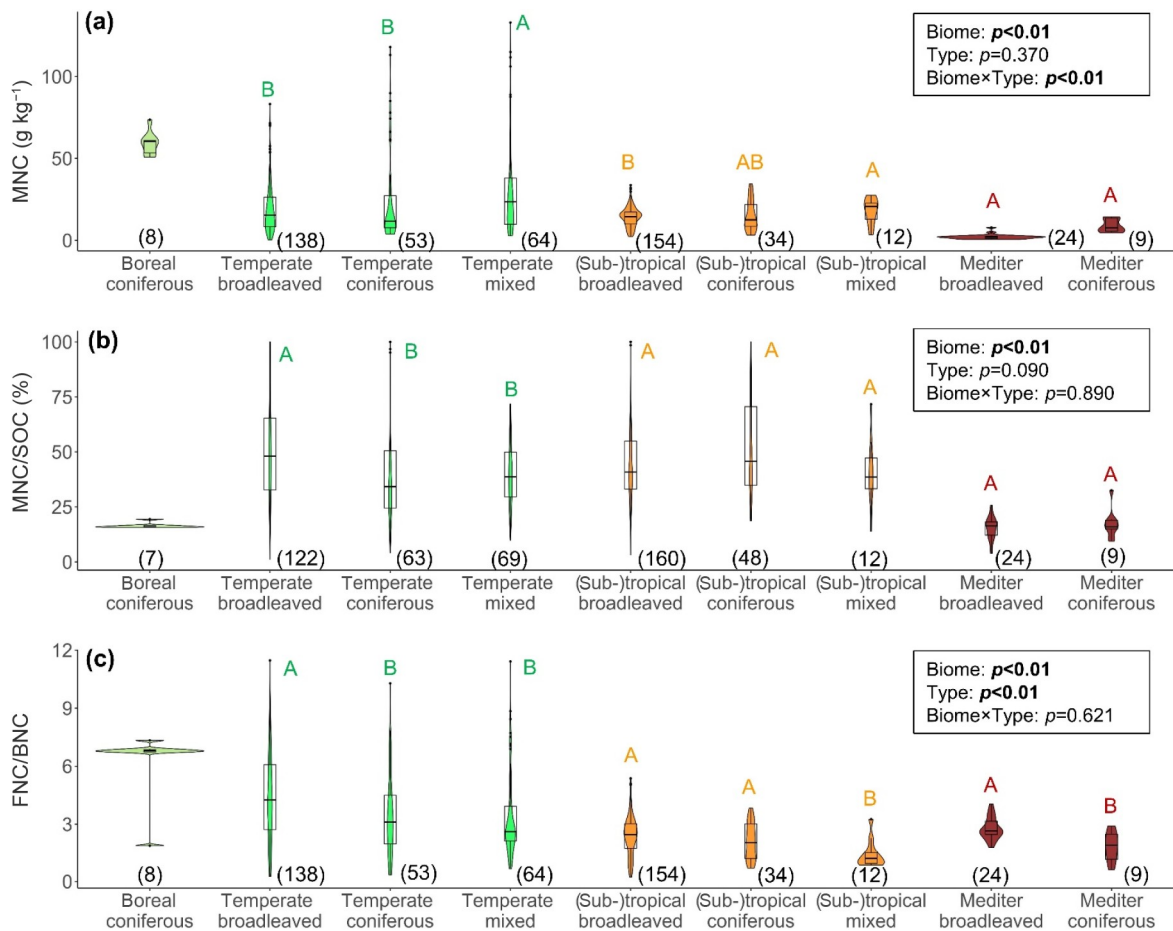 (a)
MNC (g kg⁻¹)
100
50
0
B
B
A
B
AB
A
A
A
Biome: p<0.01
Type: p=0.370
Biome×Type: p<0.01
(8)
(138)
(53)
(64)
(154)
(34)
(12)
(24)
(9)
Boreal
coniferous
Temperate
broadleaved
Temperate
coniferous
Temperate
mixed
(Sub-)tropical
broadleaved
(Sub-)tropical
coniferous
(Sub-)tropical
mixed
Mediter
broadleaved
Mediter
coniferous
(b)
MNC/SOC (%)
100
75
50
25
0
A
B
B
A
A
A
A
A
Biome: p<0.01
Type: p=0.090
Biome×Type: p=0.890
(7)
(122)
(63)
(69)
(160)
(48)
(12)
(24)
(9)
Boreal
coniferous
Temperate
broadleaved
Temperate
coniferous
Temperate
mixed
(Sub-)tropical
broadleaved
(Sub-)tropical
coniferous
(Sub-)tropical
mixed
Mediter
broadleaved
Mediter
coniferous
(c)
FNC/BNC
12
9
6
3
0
A
B
B
A
A
B
A
B
Biome: p<0.01
Type: p<0.01
Biome×Type: p=0.621
(8)
(138)
(53)
(64)
(154)
(34)
(12)
(24)
(9)
Boreal
coniferous
Temperate
broadleaved
Temperate
coniferous
Temperate
mixed
(Sub-)tropical
broadleaved
(Sub-)tropical
coniferous
(Sub-)tropical
mixed
Mediter
broadleaved
Mediter
coniferous